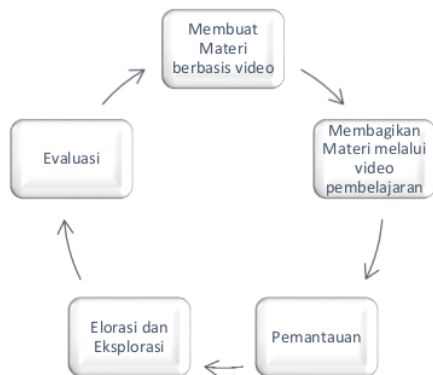 Membuat
Materi
berbasis video
Membagikan
Materi melalui
video
pembelajaran
Pemantauan
Elorasi dan
Eksplorasi
Evaluasi